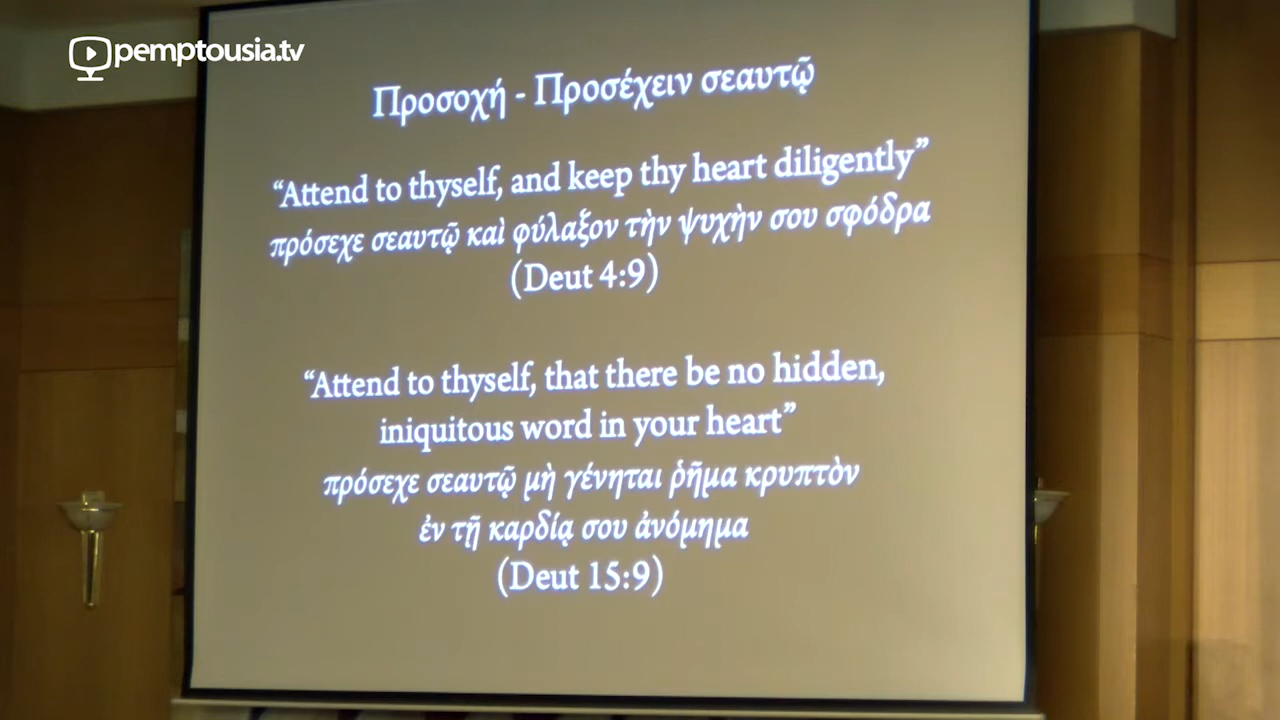 pemptousia.tv
Προσοχή - Προσέχειν σεαυτῷ
“Attend to thyself, and keep thy heart diligently”
πρόσεχε σεαυτῷ καὶ φύλαξον τὴν ψυχὴν σου σφόδρα
(Deut 4:9)
“Attend to thyself, that there be no hidden,
iniquitous word in your heart”
πρόσεχε σεαυτῷ μὴ γένηται ῥῆμα κρυπτὸν
ἐν τῇ καρδίᾳ σου ἀνόμημα
(Deut 15:9)